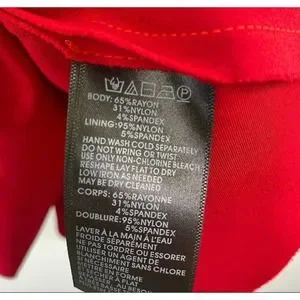 BODY: 65%RAYON
31%NYLON
4%SPANDEX
LINING: 95%NYLON
5%SPANDEX
HAND WASH COLD SEPARATELY
DO NOT WRING OR TWIST
USE ONLY NON-CHLORINE BLEACH
RESHAPE LAY FLAT TO DRY
LOW IRON AS NEEDED
MAY BE DRY CLEANED
CORPS: 65%RAYONNE
31%NYLON
4%SPANDEX
DOUBLURE: 95%NYLON
5%SPANDEX
LAVER À LA MAIN À L'EAU
FROIDE SÉPARÉMENT
NE PAS TORDRE OU ESSORER
UTILISER UN AGENT DE
BLANCHIMENT SANS CHLORE